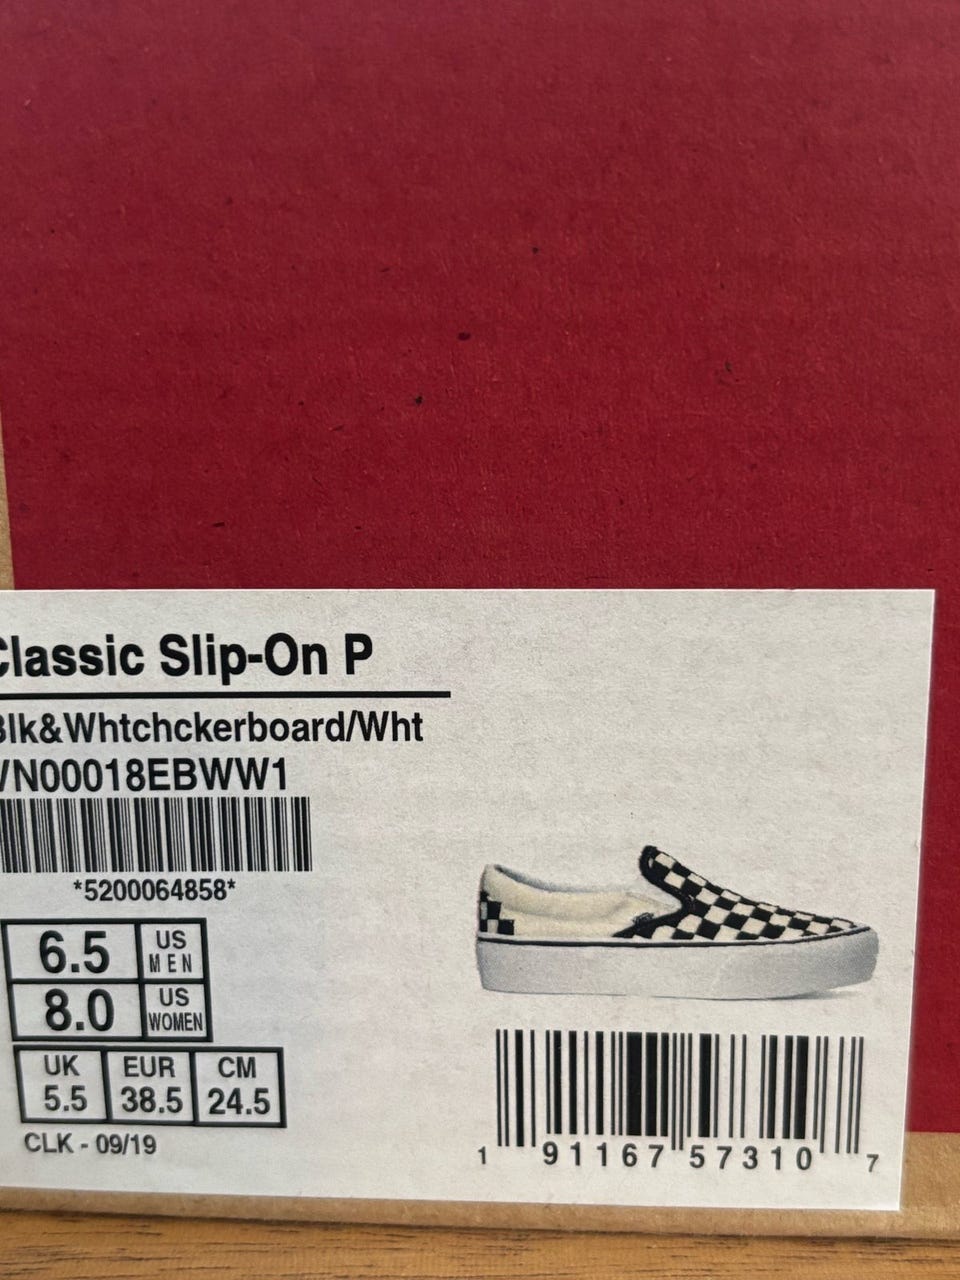 Classic Slip-On P
Blk&Whtchckerboard/Wht
VN00018EBWW1
*5200064858*
6.5 US MEN
8.0 US WOMEN
UK EUR CM
5.5 38.5 24.5
CLK - 09/19
1 91167 57310 7